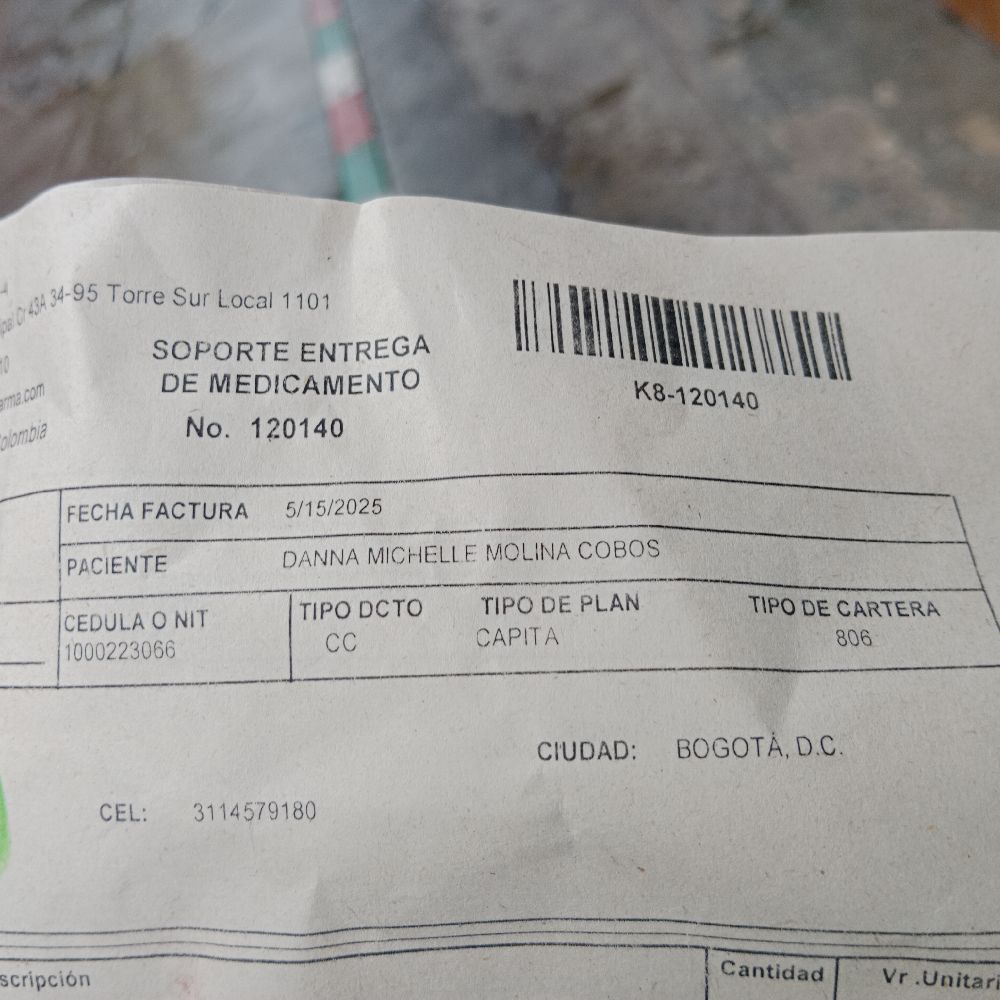 Cr 43A 34-95 Torre Sur Local 1101
SOPORTE ENTREGA
DE MEDICAMENTO
No. 120140
K8-120140
FECHA FACTURA 5/15/2025
PACIENTE DANNA MICHELLE MOLINA COBOS
CEDULA O NIT TIPO DCTO TIPO DE PLAN TIPO DE CARTERA
1000223066 CC CAPITA 806
CIUDAD: BOGOTÁ, D.C.
CEL: 3114579180
scripción Cantidad Vr .Unitari